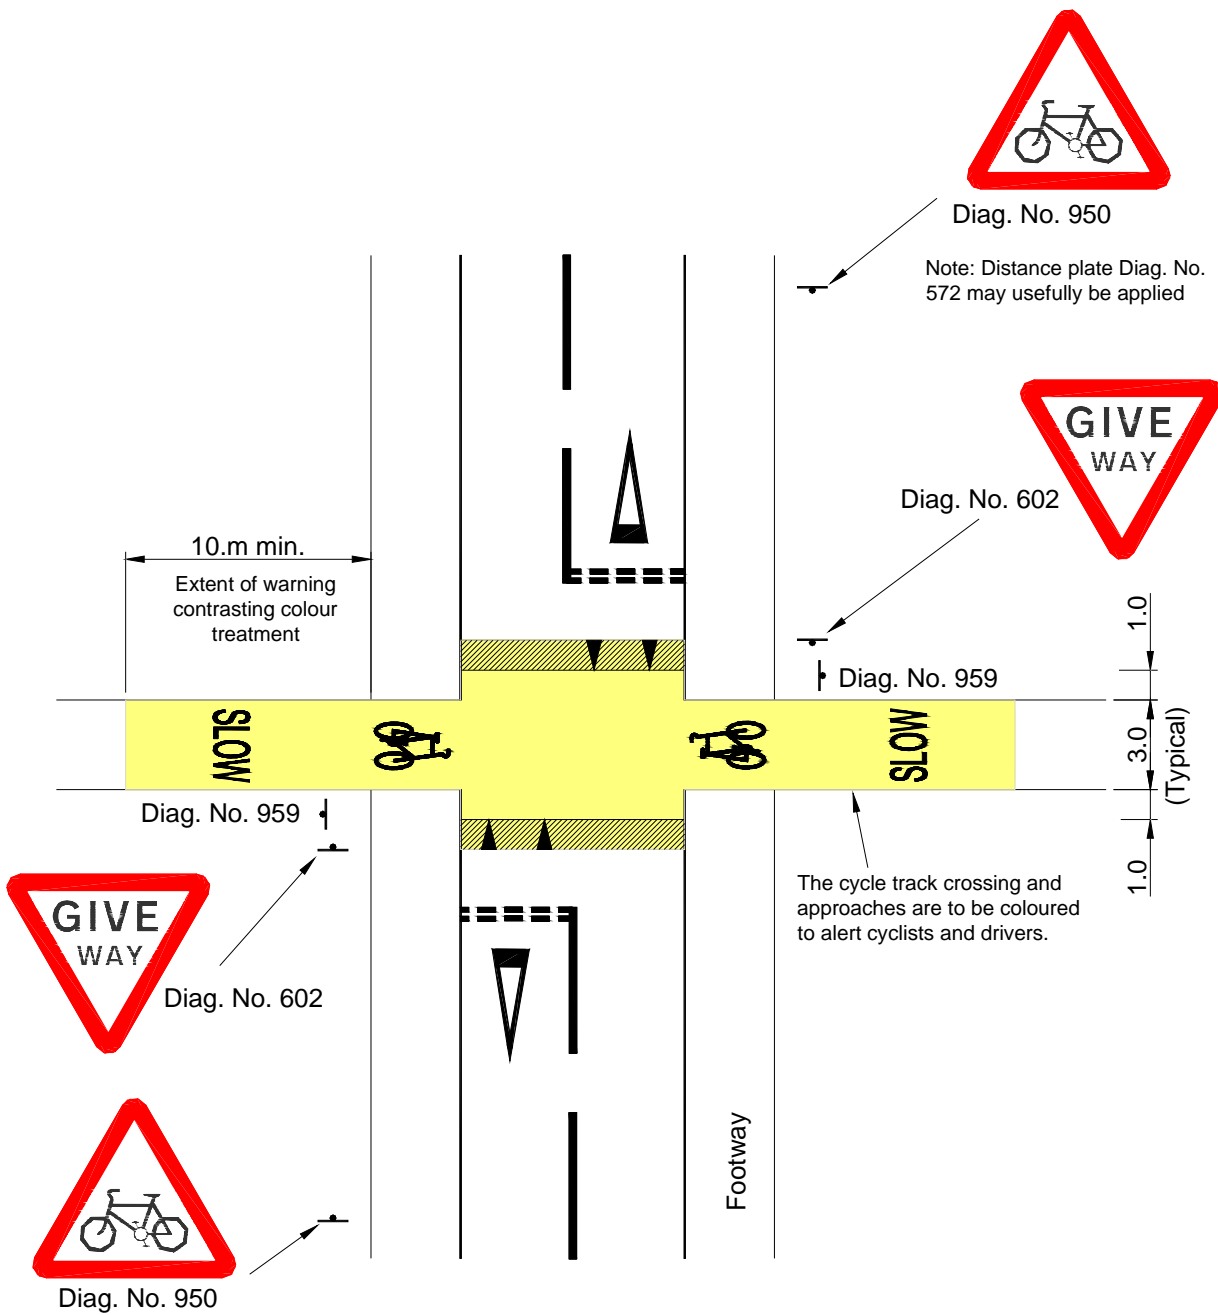 Diag. No. 950
Note: Distance plate Diag. No.
572 may usefully be applied
GIVE
WAY
Diag. No. 602
10.m min.
Extent of warning
contrasting colour
treatment
1.0
Diag. No. 959
SLOW
SLOW
3.0
(Typical)
Diag. No. 959
1.0
The cycle track crossing and
approaches are to be coloured
to alert cyclists and drivers.
GIVE
WAY
Diag. No. 602
Footway
Diag. No. 950